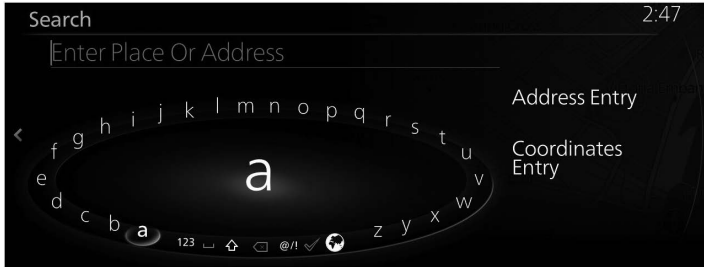 Search
2:47
Enter Place Or Address
Address Entry
Coordinates
Entry
a b c d e f g h i j k l m n o p q r s t u v w x y z
a
123
@/!